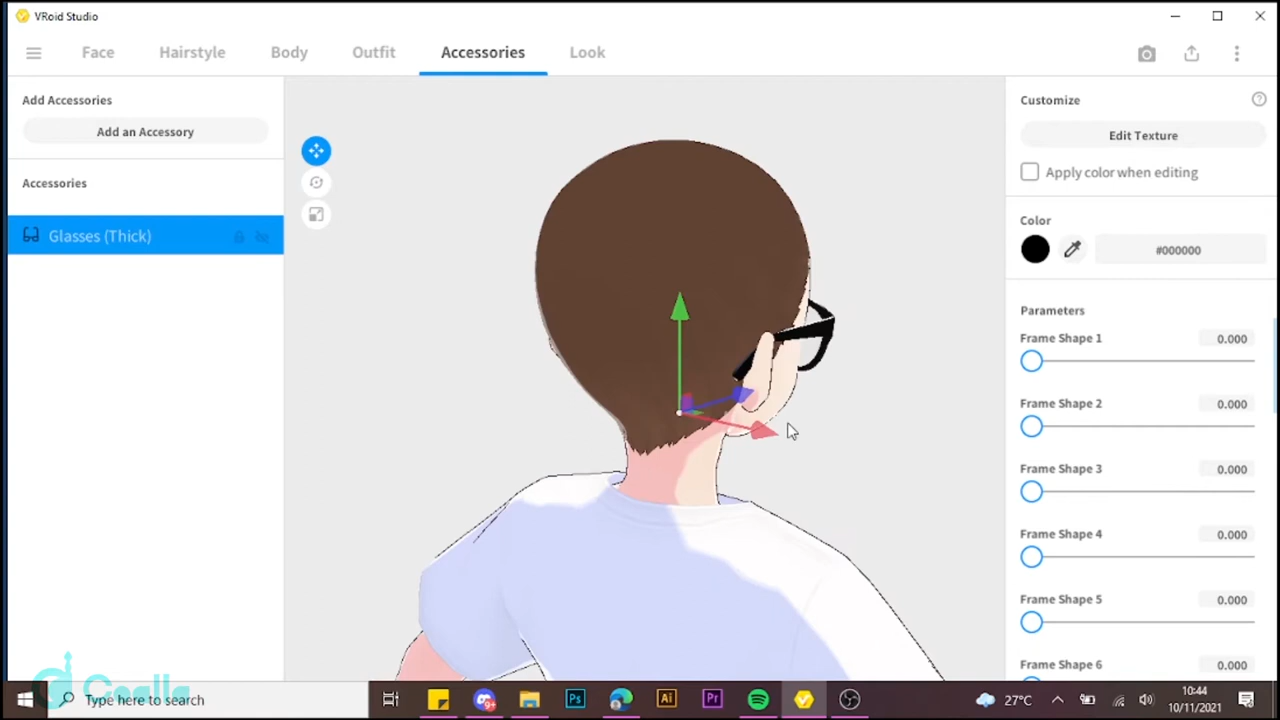 VRoid Studio
Face Hairstyle Body Outfit Accessories Look
Add Accessories
Add an Accessory
Accessories
Glasses (Thick)
Customize
Edit Texture
Apply color when editing
Color
#000000
Parameters
Frame Shape 1 0.000
Frame Shape 2 0.000
Frame Shape 3 0.000
Frame Shape 4 0.000
Frame Shape 5 0.000
Frame Shape 6 0.000
Type here to search
Ps
Ai
Pr
27°C
10:44
10/11/2021